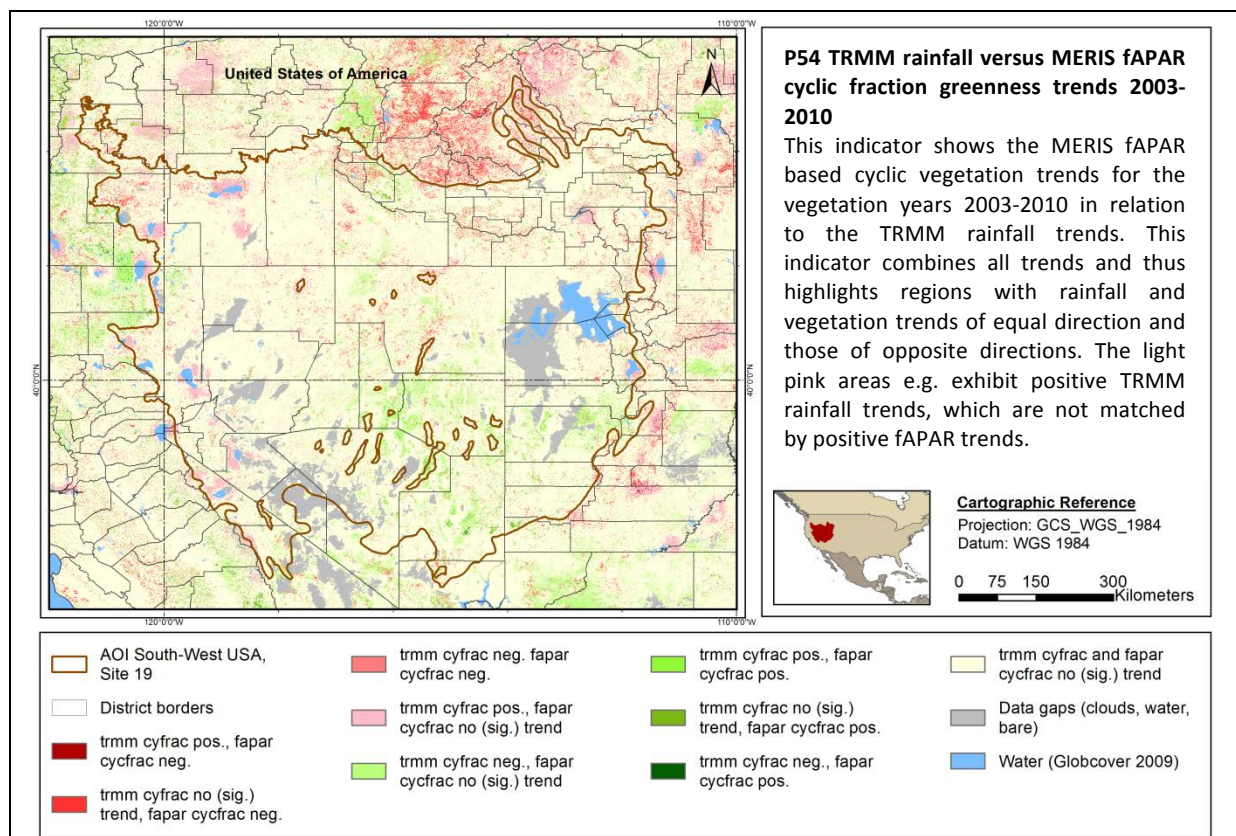 120°0'0"W
110°0'0"W
United States of America
N
40°0'0"N
40°0'0"N
120°0'0"W
110°0'0"W
P54 TRMM rainfall versus MERIS fAPAR
cyclic fraction greenness trends 2003-
2010
This indicator shows the MERIS fAPAR
based cyclic vegetation trends for the
vegetation years 2003-2010 in relation
to the TRMM rainfall trends. This
indicator combines all trends and thus
highlights regions with rainfall and
vegetation trends of equal direction and
those of opposite directions. The light
pink areas e.g. exhibit positive TRMM
rainfall trends, which are not matched
by positive fAPAR trends.
Cartographic Reference
Projection: GCS_WGS_1984
Datum: WGS 1984
0 75 150 300
Kilometers
AOI South-West USA,
Site 19
District borders
trmm cyfrac pos., fapar
cycfrac neg.
trmm cyfrac no (sig.)
trend, fapar cycfrac neg.
trmm cyfrac neg. fapar
cycfrac neg.
trmm cyfrac pos., fapar
cycfrac no (sig.) trend
trmm cyfrac neg., fapar
cycfrac no (sig.) trend
trmm cyfrac pos., fapar
cycfrac pos.
trmm cyfrac no (sig.)
trend, fapar cycfrac pos.
trmm cyfrac neg., fapar
cycfrac pos.
trmm cyfrac and fapar
cycfrac no (sig.) trend
Data gaps (clouds, water,
bare)
Water (Globcover 2009)